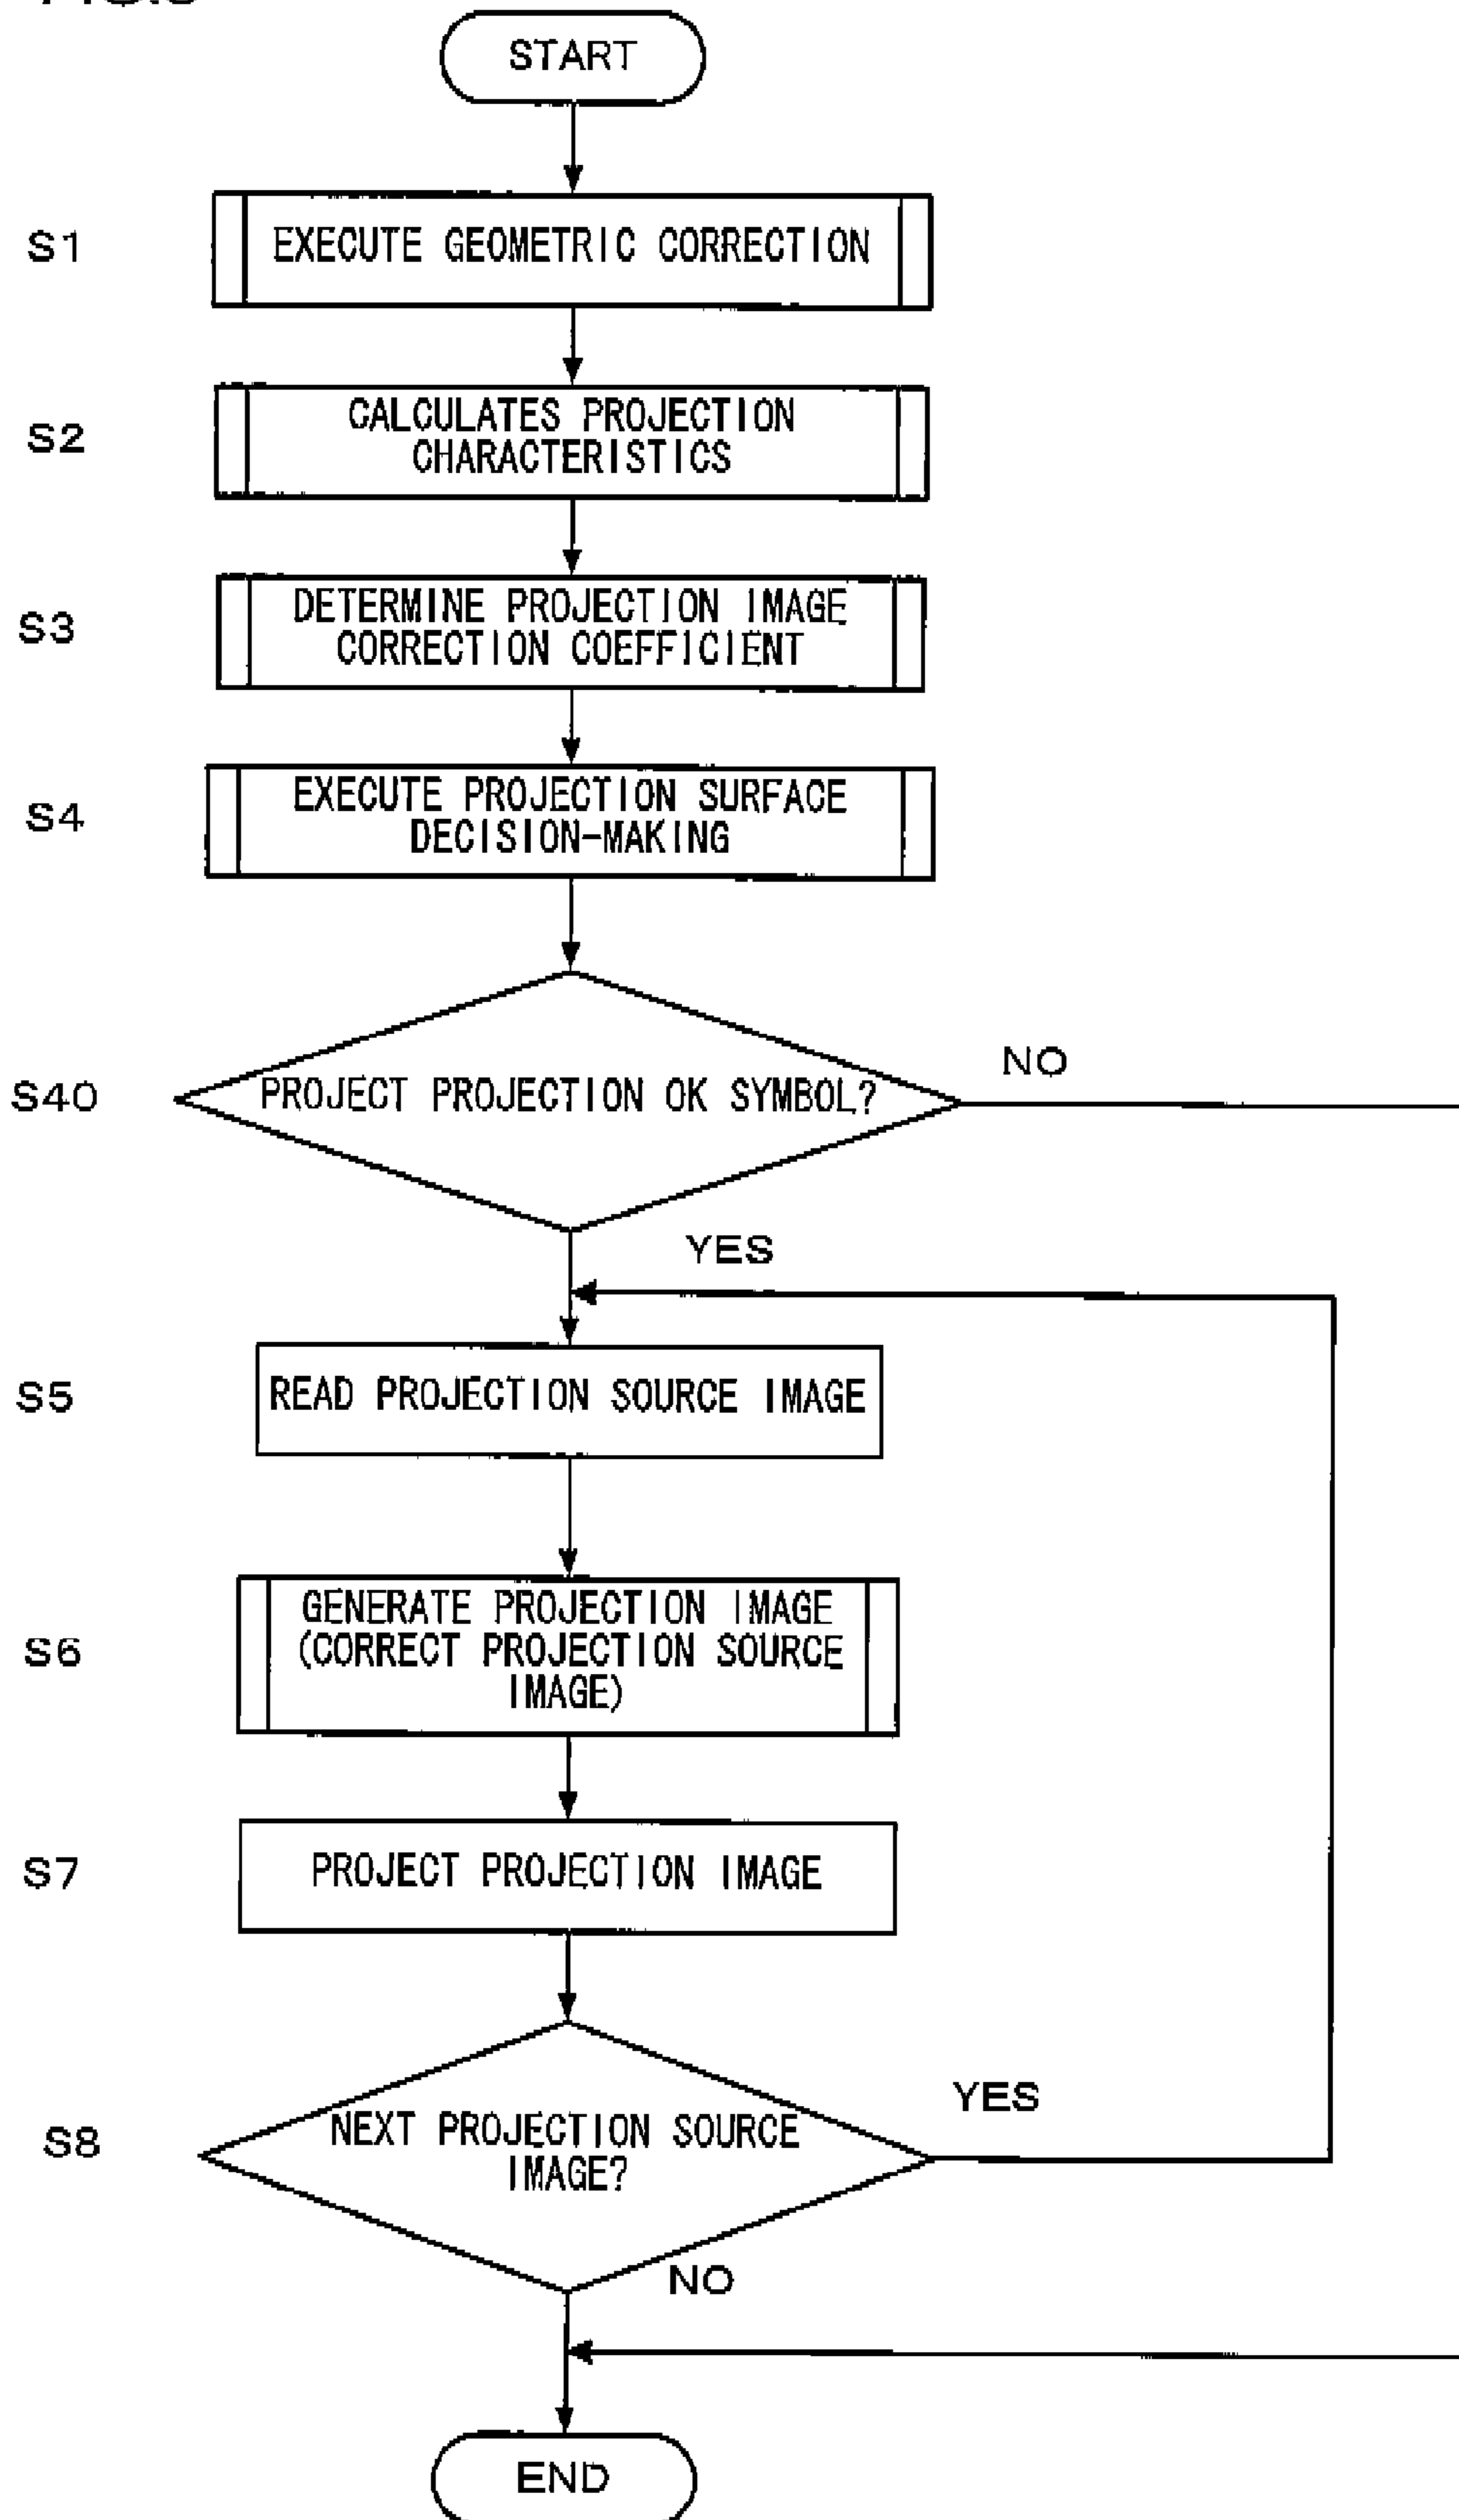 START
S1
EXECUTE GEOMETRIC CORRECTION
S2
CALCULATES PROJECTION
CHARACTERISTICS
S3
DETERMINE PROJECTION IMAGE
CORRECTION COEFFICIENT
S4
EXECUTE PROJECTION SURFACE
DECISION-MAKING
S40
PROJECT PROJECTION OK SYMBOL?
NO
YES
S5
READ PROJECTION SOURCE IMAGE
S6
GENERATE PROJECTION IMAGE
(CORRECT PROJECTION SOURCE
IMAGE)
S7
PROJECT PROJECTION IMAGE
S8
NEXT PROJECTION SOURCE
IMAGE?
YES
NO
END